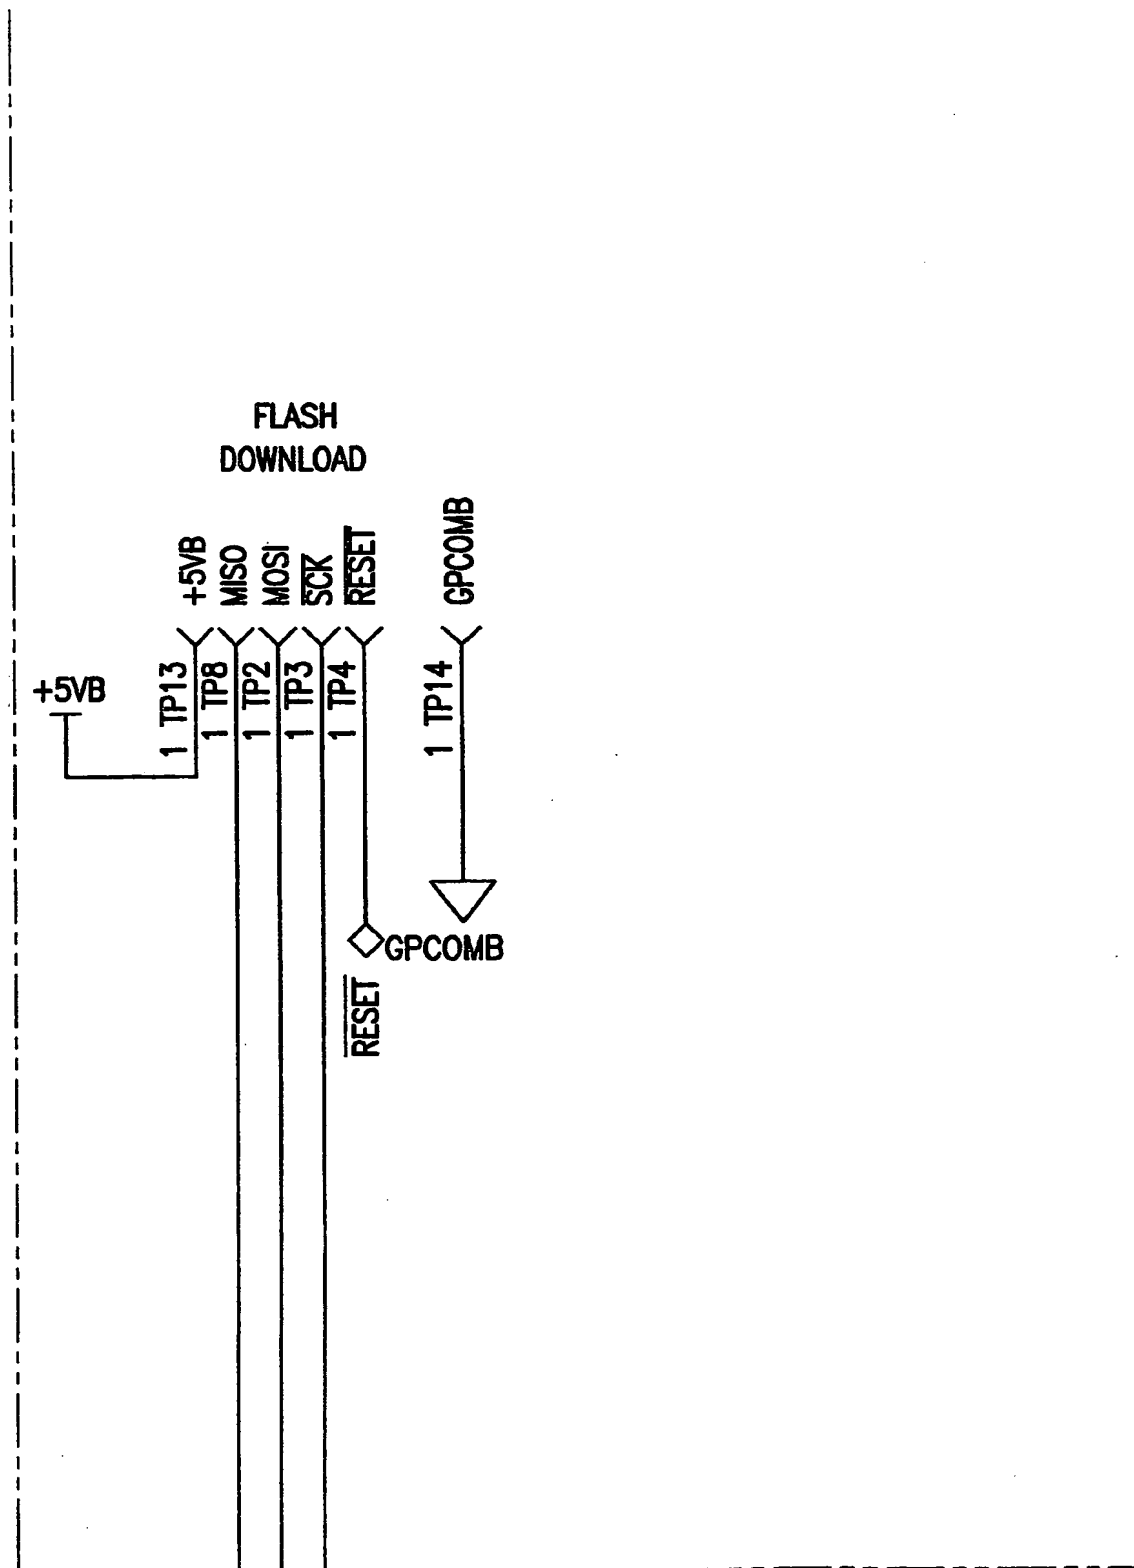 FLASH
DOWNLOAD
+5VB
MISO
MOSI
SCK
RESET
GPCOMB
1 TP13
1 TP8
1 TP2
1 TP3
1 TP4
1 TP14
+5VB
GPCOMB
RESET